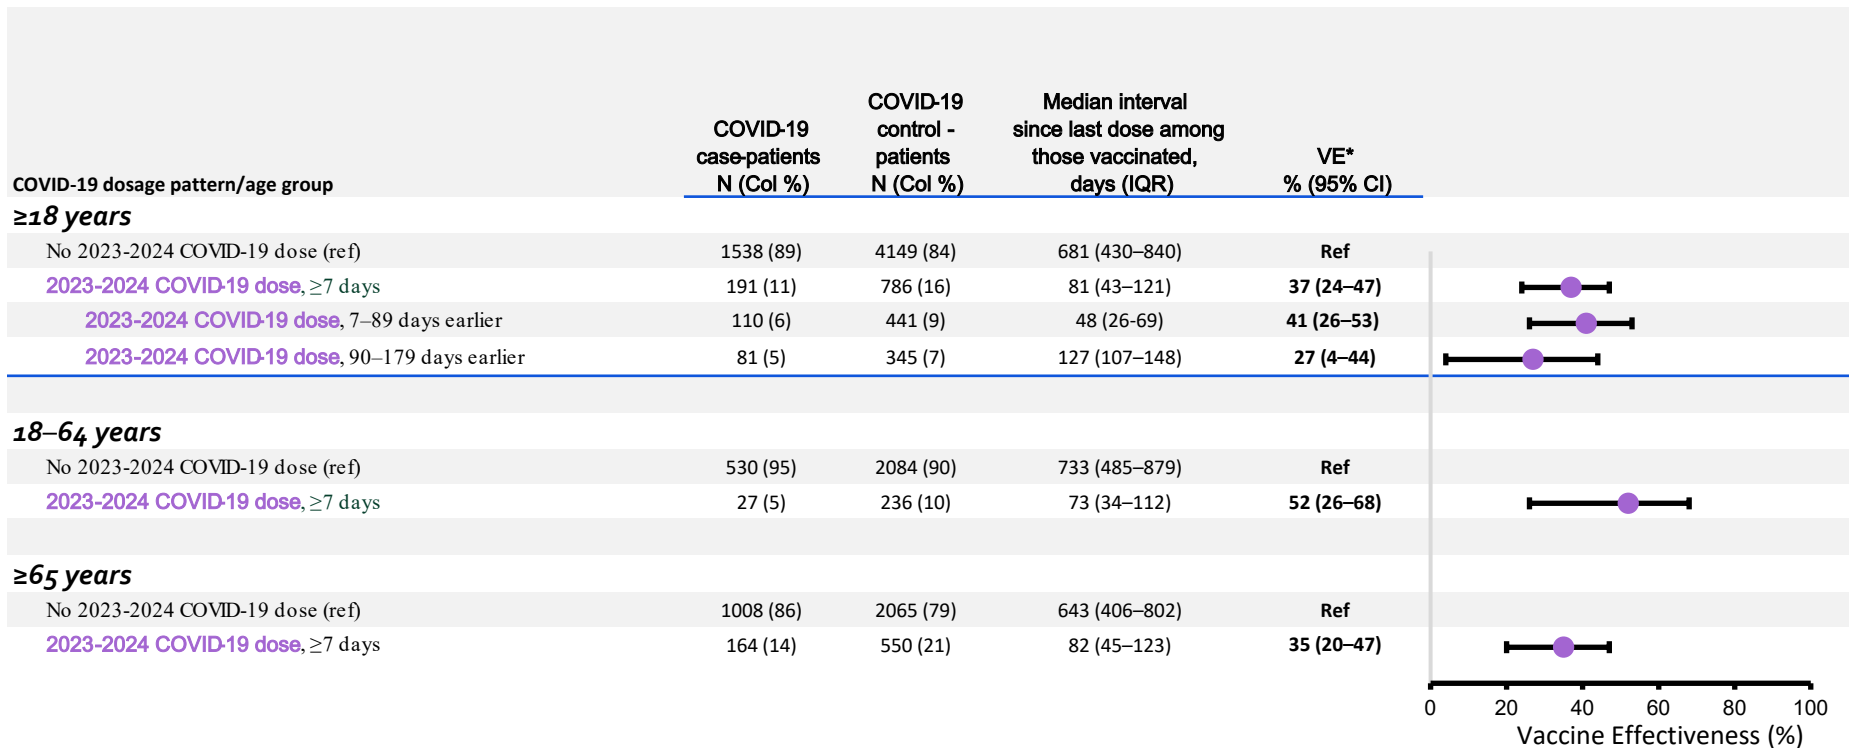 COVID-19 dosage pattern/age group
COVID-19
case-patients
N (Col %)
COVID-19
control -
patients
N (Col %)
Median interval
since last dose among
those vaccinated,
days (IQR)
VE*
% (95% CI)
≥18 years
No 2023-2024 COVID-19 dose (ref) 1538 (89) 4149 (84) 681 (430–840) Ref
2023-2024 COVID-19 dose, ≥7 days 191 (11) 786 (16) 81 (43–121) 37 (24–47)
2023-2024 COVID-19 dose, 7–89 days earlier 110 (6) 441 (9) 48 (26-69) 41 (26–53)
2023-2024 COVID-19 dose, 90–179 days earlier 81 (5) 345 (7) 127 (107–148) 27 (4–44)
18–64 years
No 2023-2024 COVID-19 dose (ref) 530 (95) 2084 (90) 733 (485–879) Ref
2023-2024 COVID-19 dose, ≥7 days 27 (5) 236 (10) 73 (34–112) 52 (26–68)
≥65 years
No 2023-2024 COVID-19 dose (ref) 1008 (86) 2065 (79) 643 (406–802) Ref
2023-2024 COVID-19 dose, ≥7 days 164 (14) 550 (21) 82 (45–123) 35 (20–47)
0 20 40 60 80 100
Vaccine Effectiveness (%)